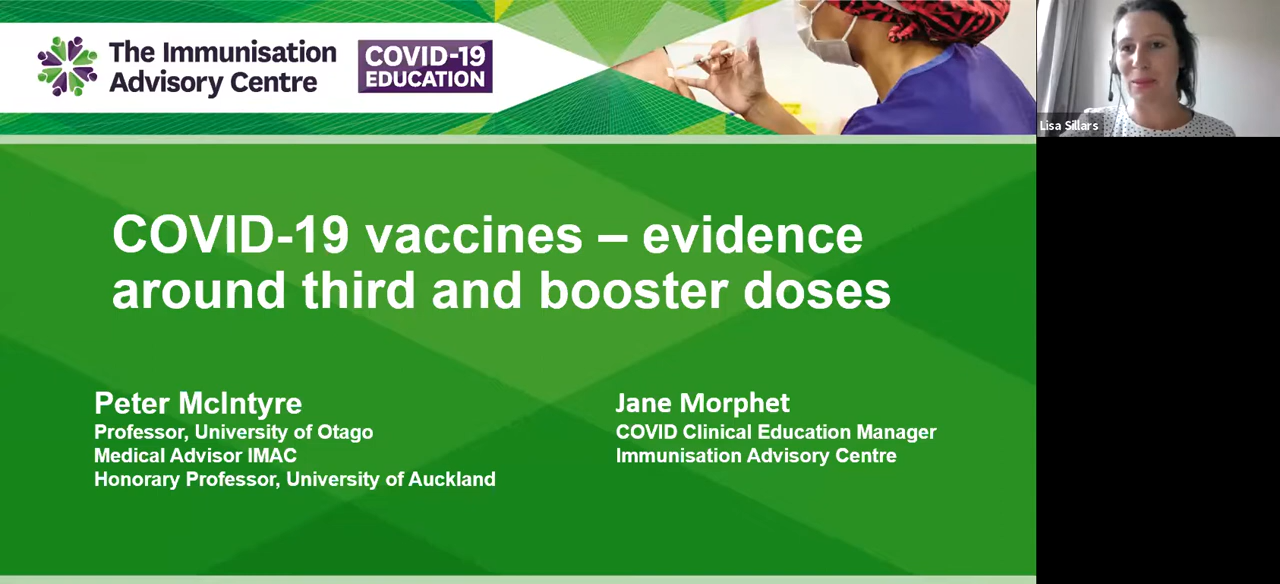 The Immunisation
Advisory Centre
COVID-19
EDUCATION
Lisa Sillars
COVID-19 vaccines – evidence
around third and booster doses
Peter McIntyre
Professor, University of Otago
Medical Advisor IMAC
Honorary Professor, University of Auckland
Jane Morphet
COVID Clinical Education Manager
Immunisation Advisory Centre